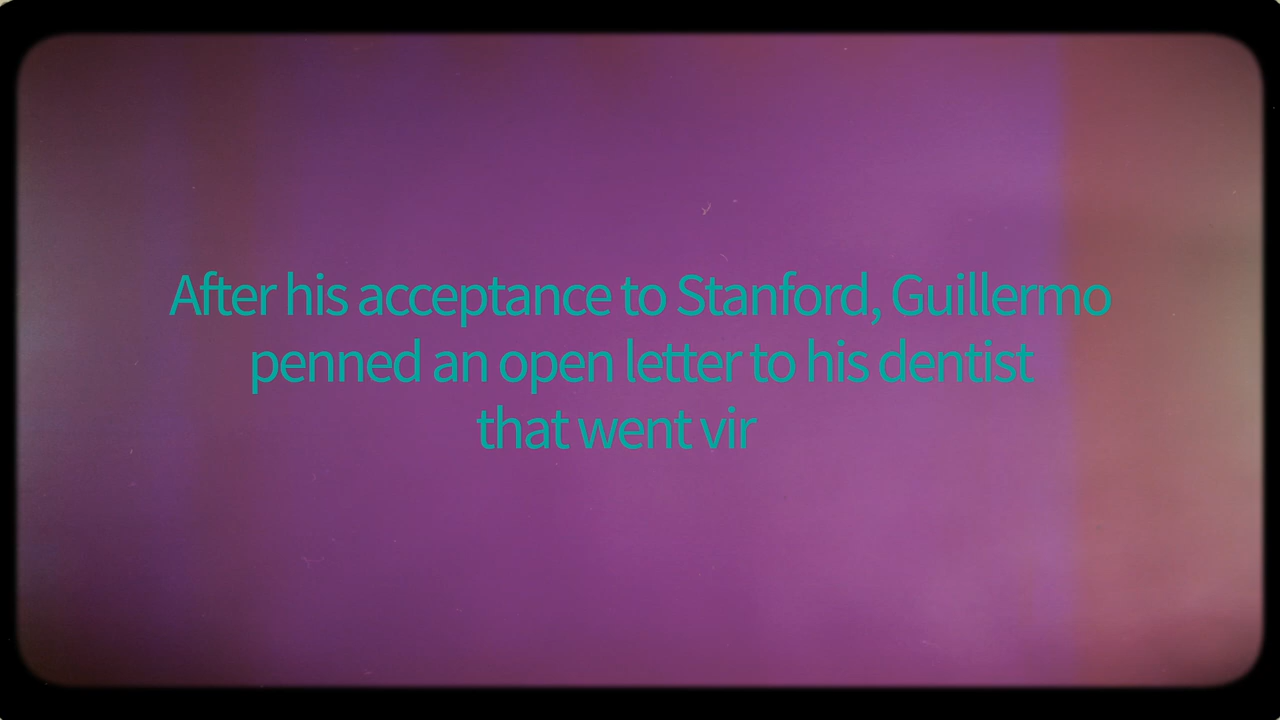 After his acceptance to Stanford, Guillermo
penned an open letter to his dentist
that went vir